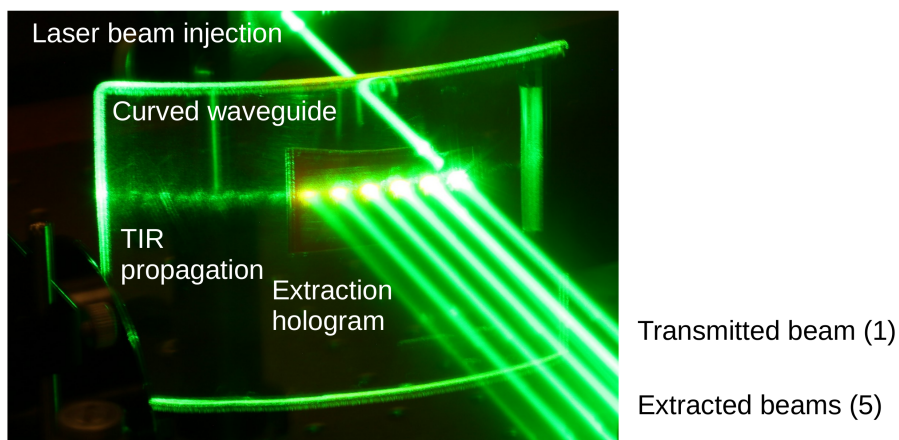 Laser beam injection
Curved waveguide
TIR
propagation
Extraction
hologram
Transmitted beam (1)
Extracted beams (5)